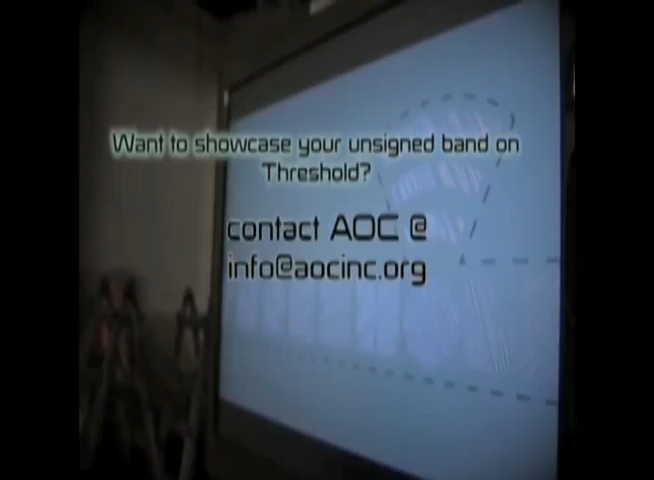 Want to showcase your unsigned band on
Threshold?
contact AOC @
info@aocinc.org